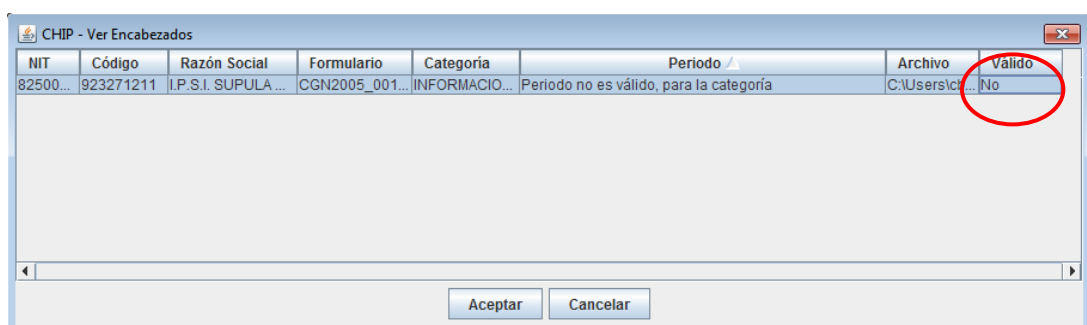 CHIP - Ver Encabezados
NIT Código Razón Social Formulario Categoría Periodo Archivo Válido
82500... 923271211 I.P.S.I. SUPULA ... CGN2005_001... INFORMACIO... Periodo no es válido, para la categoría C:\Users\ch... No
Aceptar Cancelar